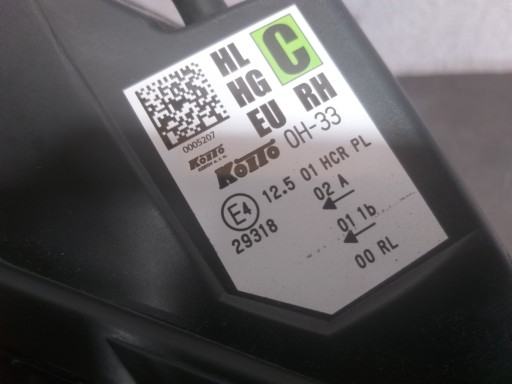 HL C
HG
EU RH
0005207
KOITO
KOITO 0H-33
E4 12.5 01 HCR PL
29318 02 A
01 1b
00 RL